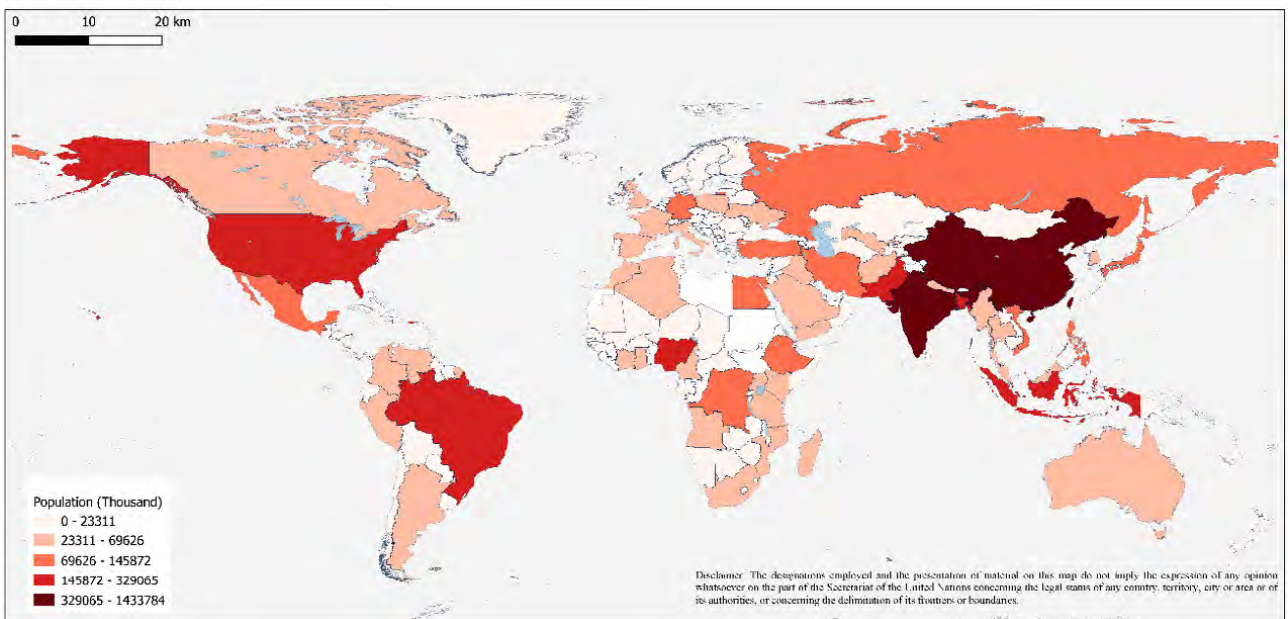 0 10 20 km
Population (Thousand)
0 - 23311
23311 - 69626
69626 - 145872
145872 - 329065
329065 - 1433784
Disclaimer: The designations employed and the presentation of material on this map do not imply the expression of any opinion
whatsoever on the part of the Secretariat of the United Nations concerning the legal status of any country, territory, city or area or of
its authorities, or concerning the delimitation of its frontiers or boundaries.